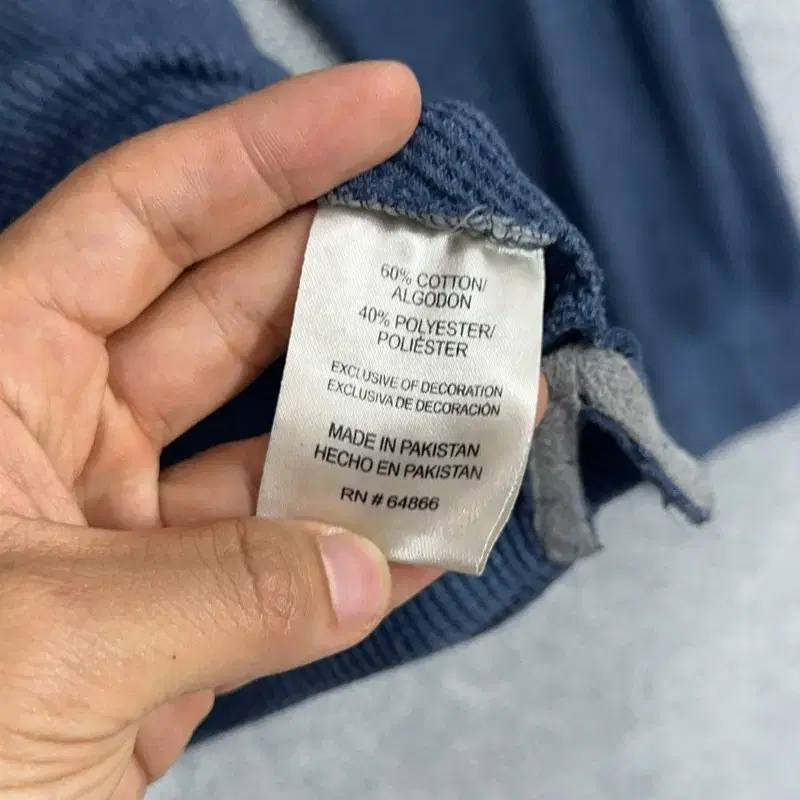 60% COTTON/
ALGODON
40% POLYESTER/
POLIÉSTER
EXCLUSIVE OF DECORATION
EXCLUSIVA DE DECORACIÓN
MADE IN PAKISTAN
HECHO EN PAKISTAN
RN # 64866